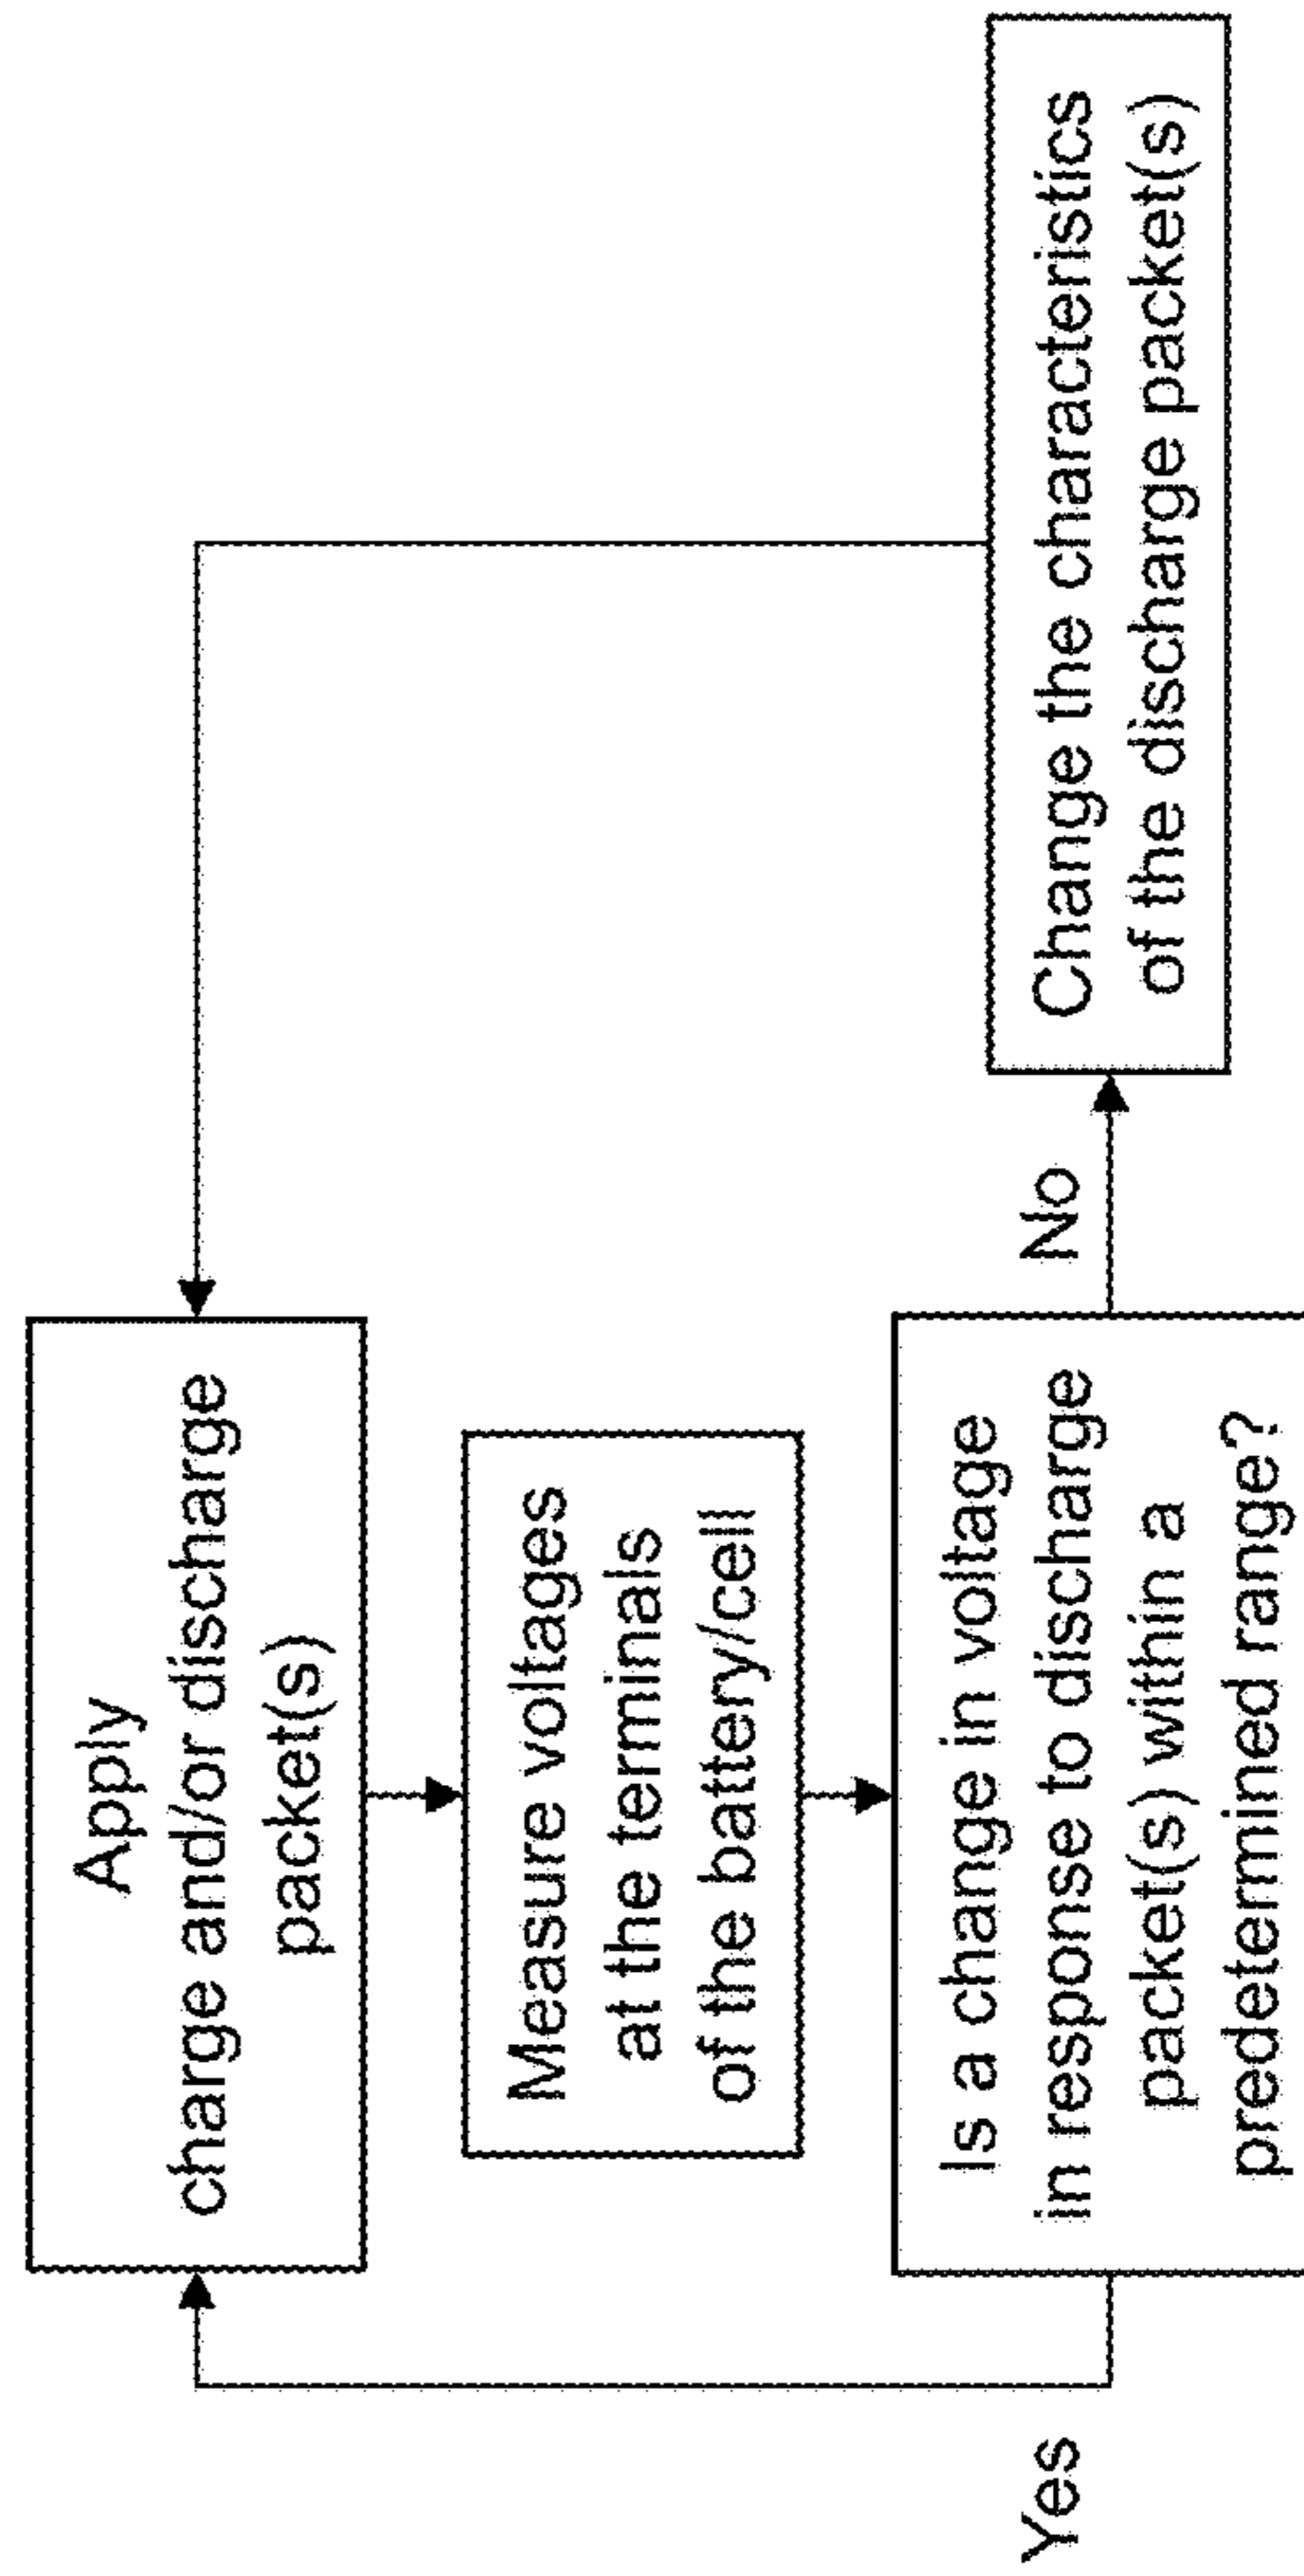 Apply
charge and/or discharge
packet(s)
Measure voltages
at the terminals
of the battery/cell
Is a change in voltage
in response to discharge
packet(s) within a
predetermined range?
Yes
No
Change the characteristics
of the discharge packet(s)